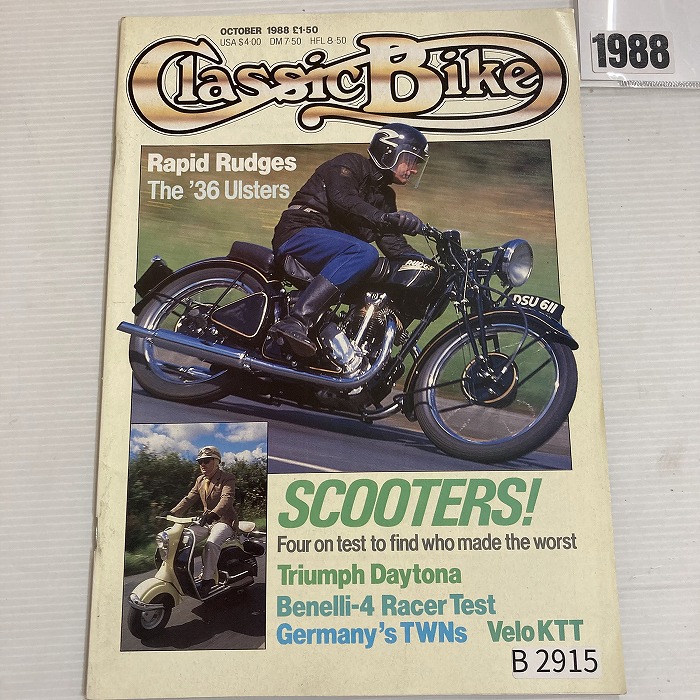 OCTOBER 1988 £1·50
USA $4·00 DM 7·50 HFL 8·50
Classic Bike
1988
Rapid Rudges
The '36 Ulsters
RUDGE
DSU 611
SCOOTERS!
Four on test to find who made the worst
Triumph Daytona
Benelli-4 Racer Test
Germany's TWNs Velo KTT
B 2915